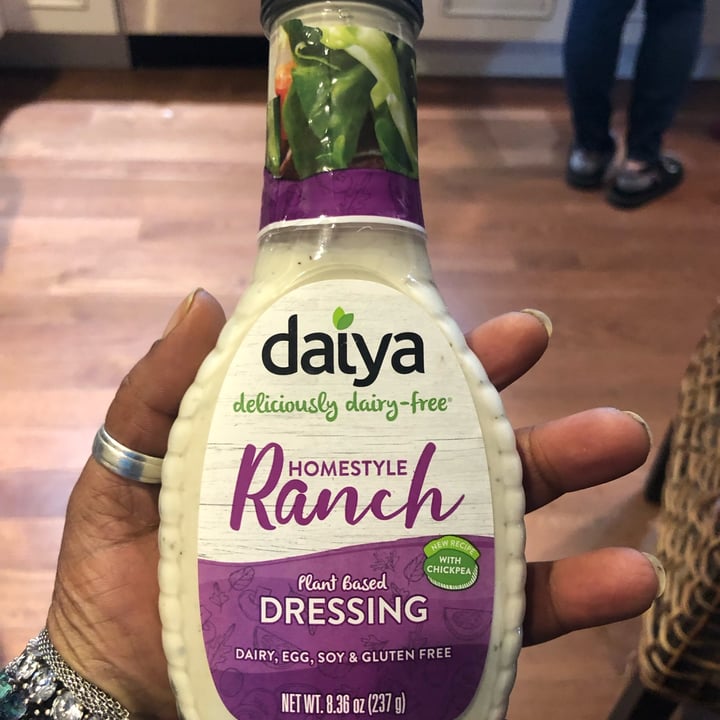 daiya
deliciously dairy-free®
HOMESTYLE
Ranch
NEW RECIPE
WITH
CHICKPEA
Plant Based
DRESSING
DAIRY, EGG, SOY & GLUTEN FREE
NET WT. 8.36 oz (237 g)